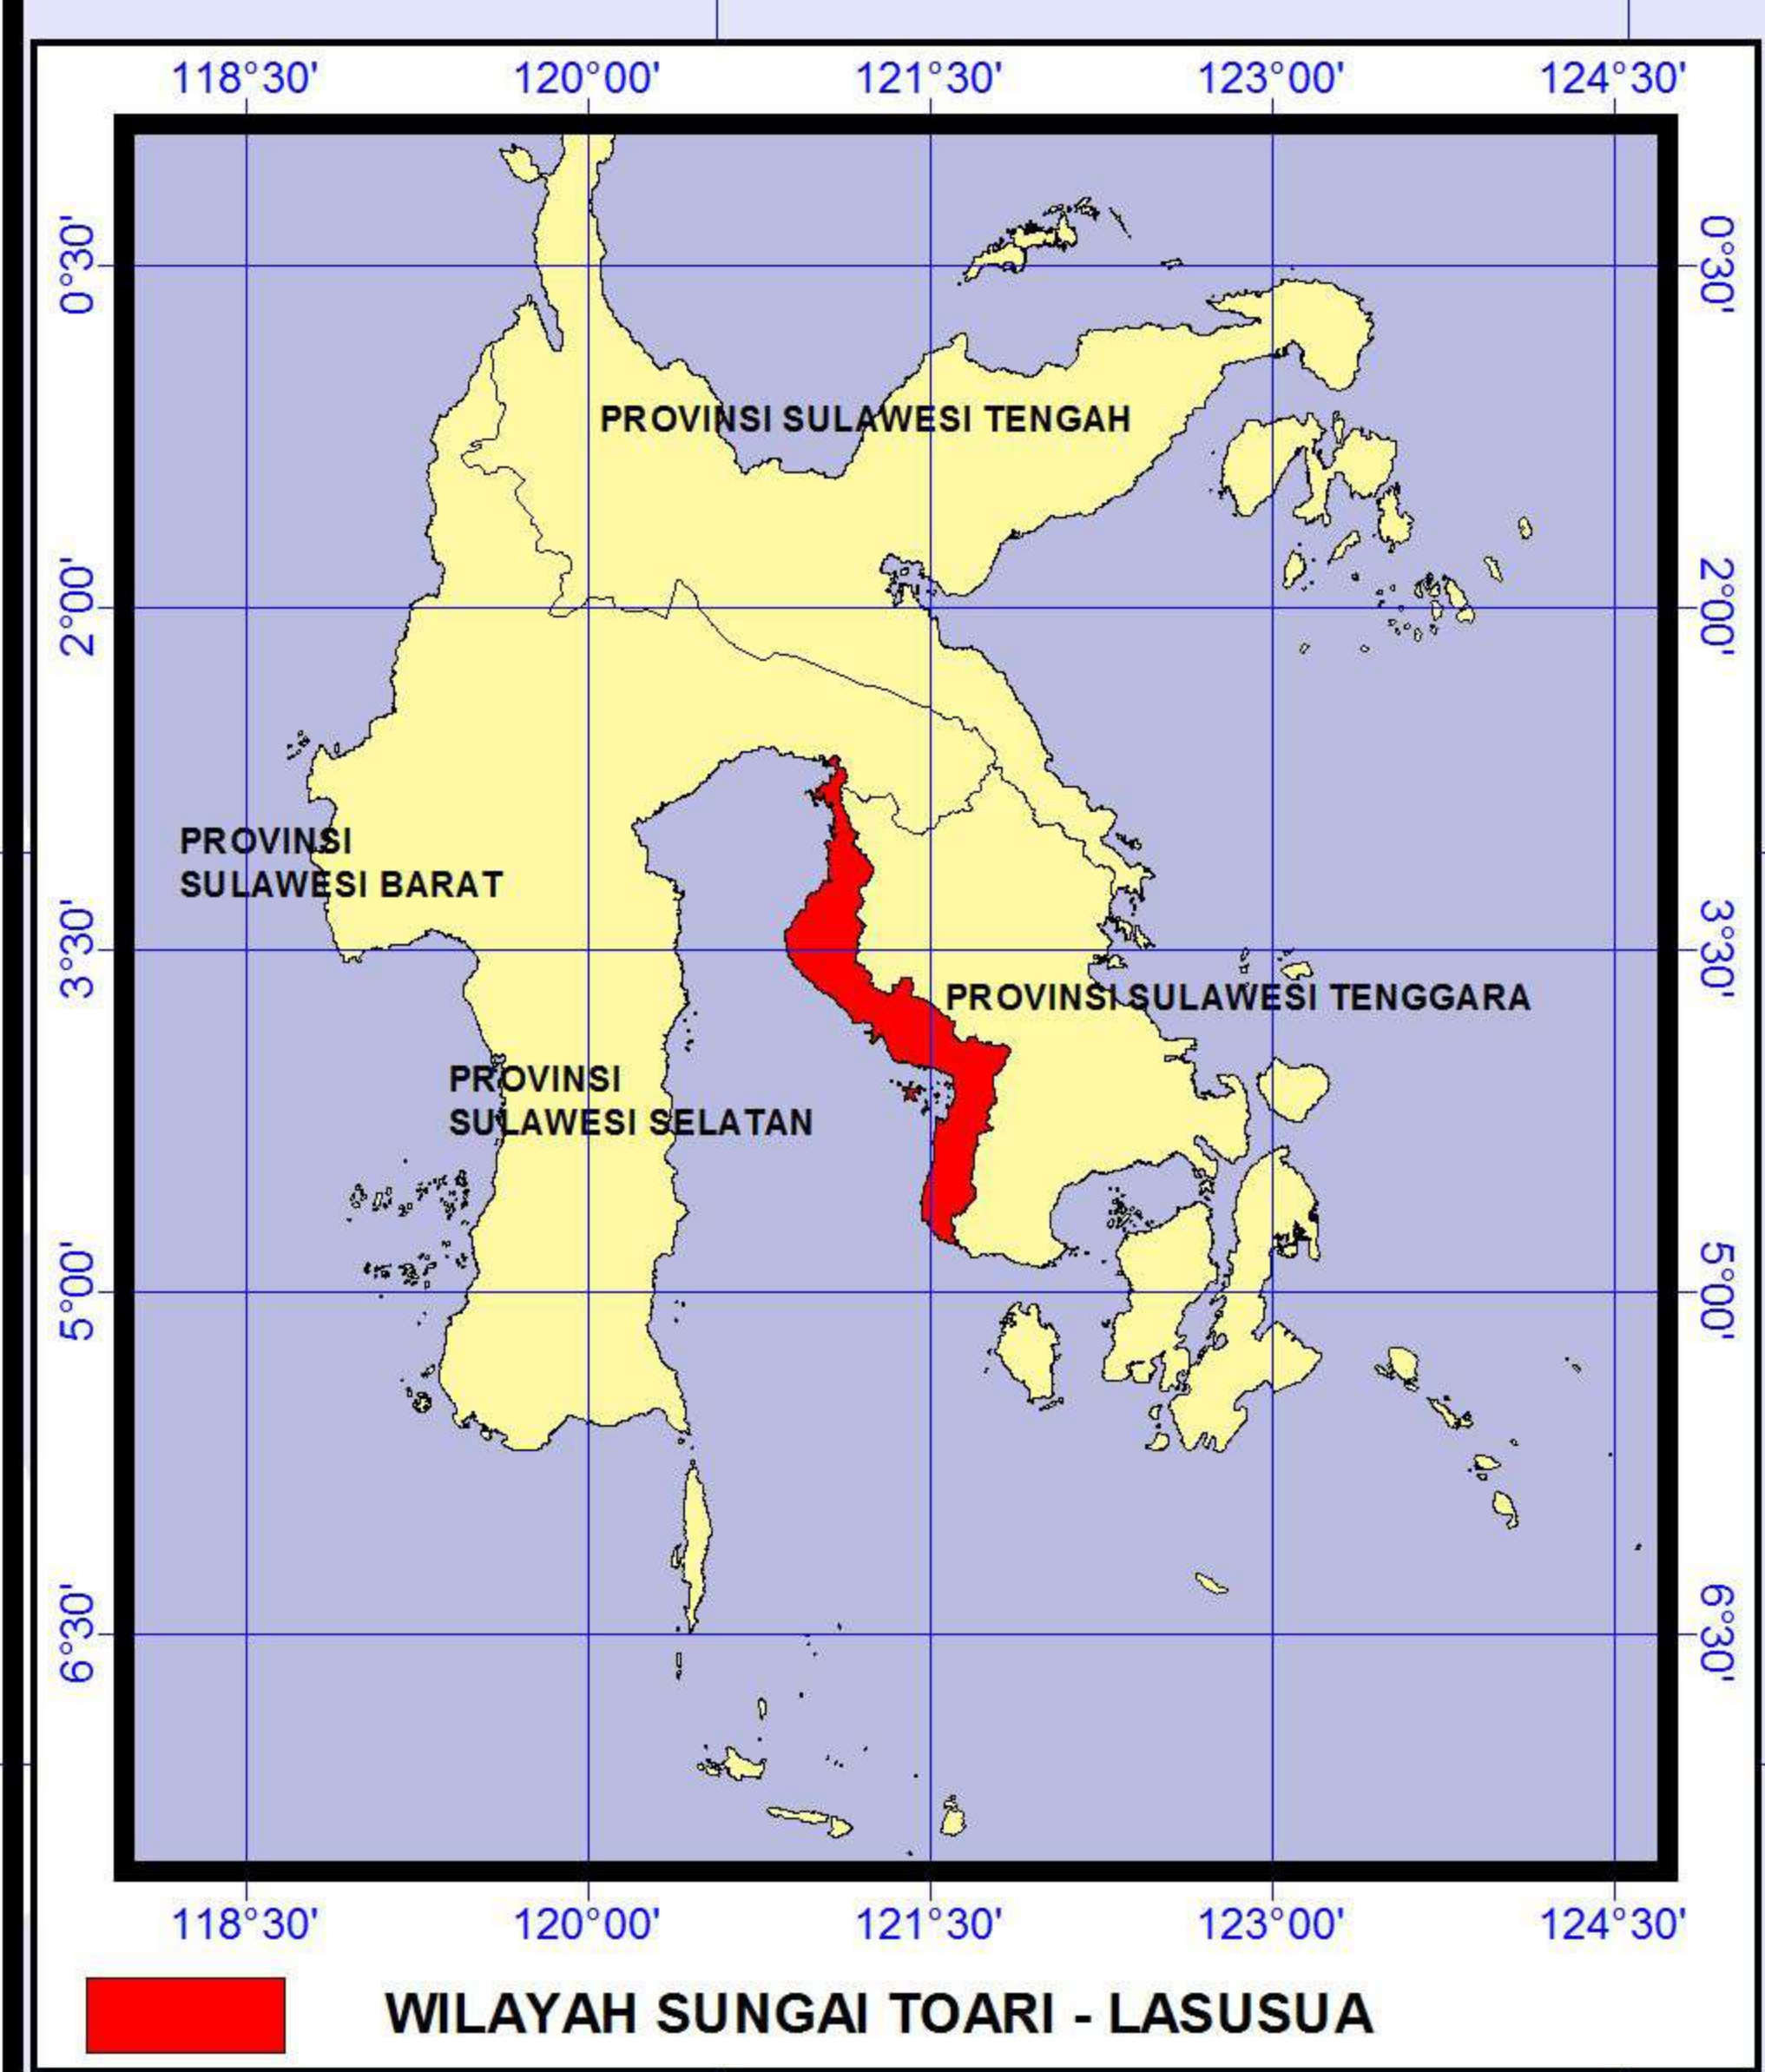 118°30' 120°00' 121°30' 123°00' 124°30'
0°30' 0°30'
PROVINSI SULAWESI TENGAH
2°00' 2°00'
PROVINSI
SULAWESI BARAT
3°30' 3°30'
PROVINSI SULAWESI TENGGARA
PROVINSI
SULAWESI SELATAN
5°00' 5°00'
6°30' 6°30'
118°30' 120°00' 121°30' 123°00' 124°30'
WILAYAH SUNGAI TOARI - LASUSUA